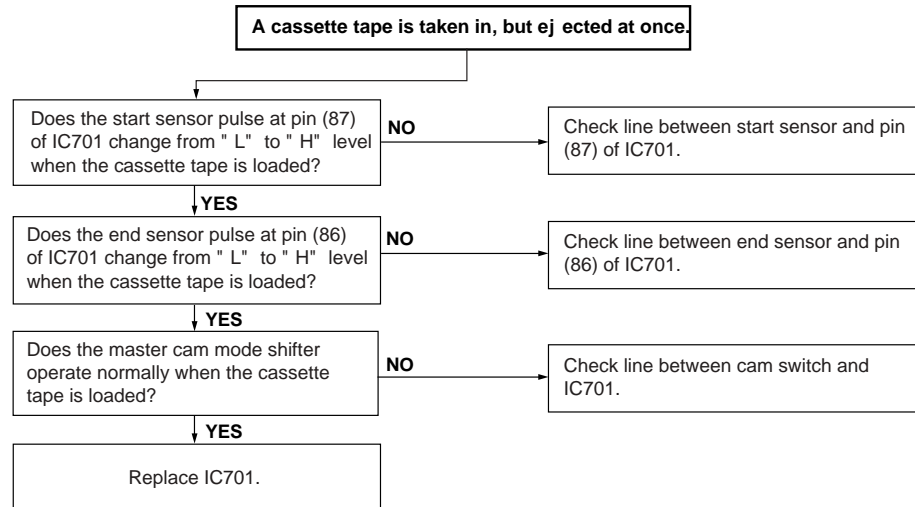 A cassette tape is taken in, but ej ected at once.
Does the start sensor pulse at pin (87)
of IC701 change from " L" to " H" level
when the cassette tape is loaded?
NO
Check line between start sensor and pin
(87) of IC701.
YES
Does the end sensor pulse at pin (86)
of IC701 change from " L" to " H" level
when the cassette tape is loaded?
NO
Check line between end sensor and pin
(86) of IC701.
YES
Does the master cam mode shifter
operate normally when the cassette
tape is loaded?
NO
Check line between cam switch and
IC701.
YES
Replace IC701.